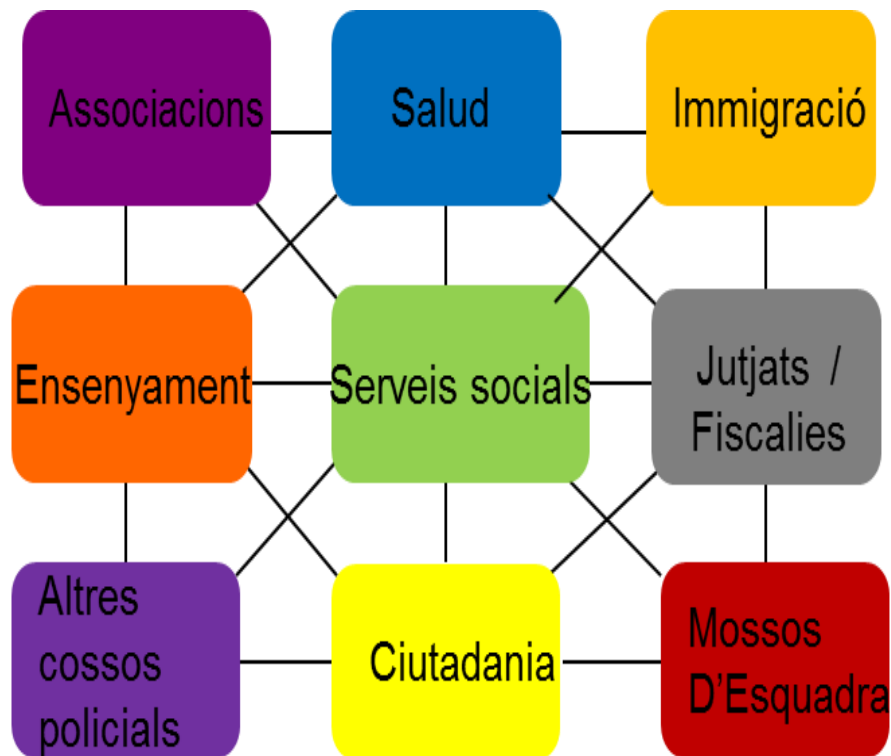 Associacions
Salud
Immigració
Ensenyament
Serveis socials
Jutjats /
Fiscalies
Altres
cossos
policials
Ciutadania
Mossos
D’Esquadra